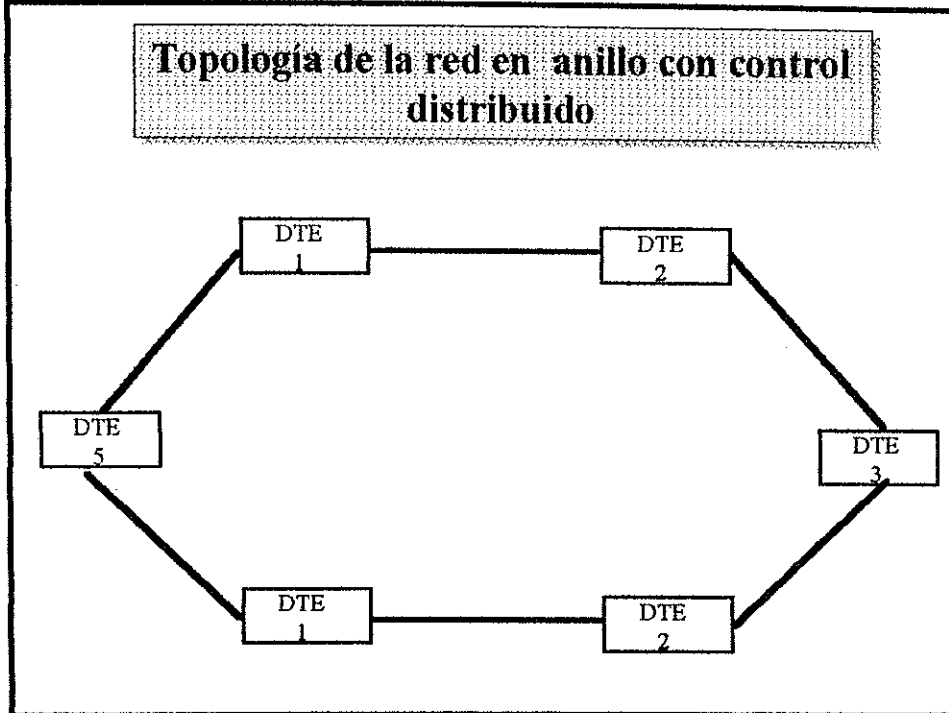 Topología de la red en anillo con control
distribuido
DTE
1
DTE
2
DTE
5
DTE
3
DTE
1
DTE
2